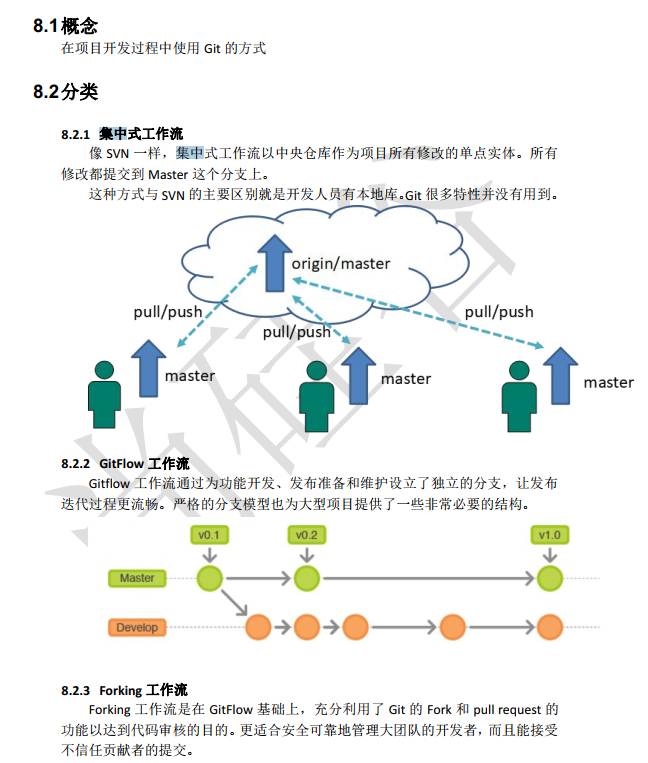 8.1概念
在项目开发过程中使用 Git 的方式
8.2分类
8.2.1 集中式工作流
像 SVN 一样，集中式工作流以中央仓库作为项目所有修改的单点实体。所有
修改都提交到 Master 这个分支上。
这种方式与 SVN 的主要区别就是开发人员有本地库。Git 很多特性并没有用到。
origin/master
pull/push
pull/push
pull/push
master
master
master
8.2.2 GitFlow 工作流
Gitflow 工作流通过为功能开发、发布准备和维护设立了独立的分支，让发布
迭代过程更流畅。严格的分支模型也为大型项目提供了一些非常必要的结构。
v0.1
v0.2
v1.0
Master
Develop
8.2.3 Forking 工作流
Forking 工作流是在 GitFlow 基础上，充分利用了 Git 的 Fork 和 pull request 的
功能以达到代码审核的目的。更适合安全可靠地管理大团队的开发者，而且能接受
不信任贡献者的提交。
尚硅谷